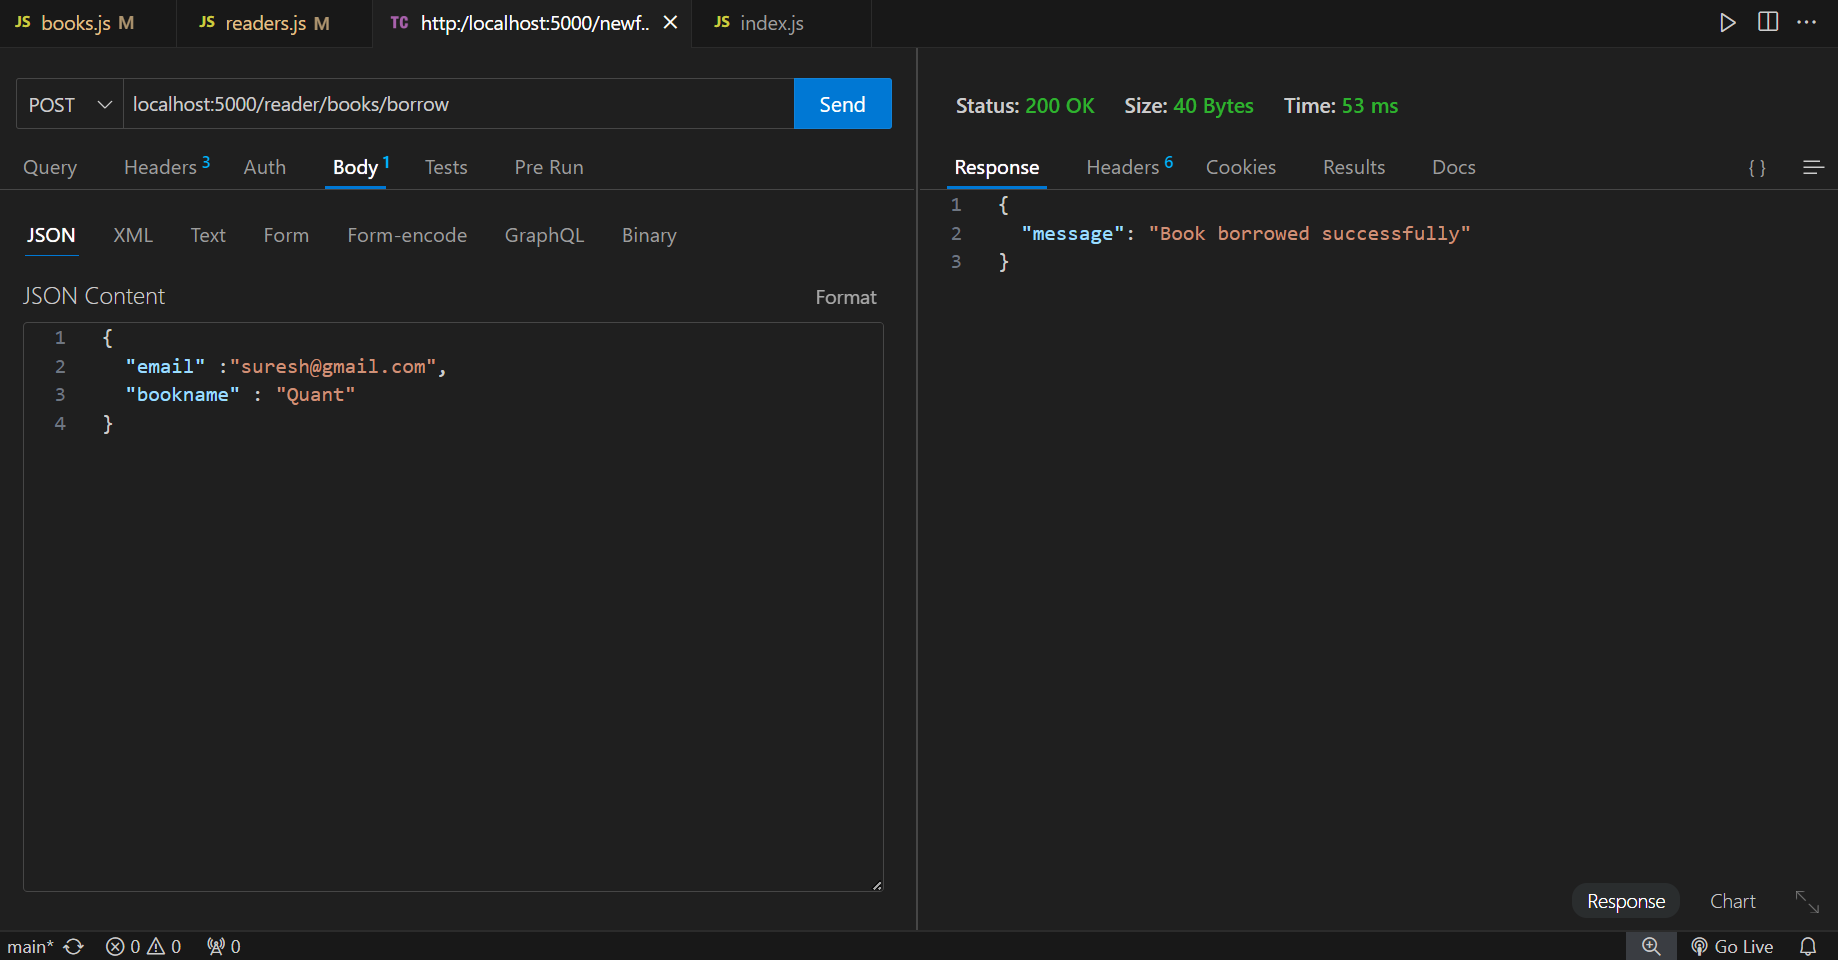 JS books.js M JS readers.js M TC http:/localhost:5000/newf.. JS index.js
POST localhost:5000/reader/books/borrow Send
Status: 200 OK Size: 40 Bytes Time: 53 ms
Query Headers 3 Auth Body 1 Tests Pre Run
Response Headers 6 Cookies Results Docs { }
JSON XML Text Form Form-encode GraphQL Binary
JSON Content Format
1 {
2 "email" :"suresh@gmail.com",
3 "bookname" : "Quant"
4 }
1 {
2 "message": "Book borrowed successfully"
3 }
Response Chart
main* 0 0 0 Go Live